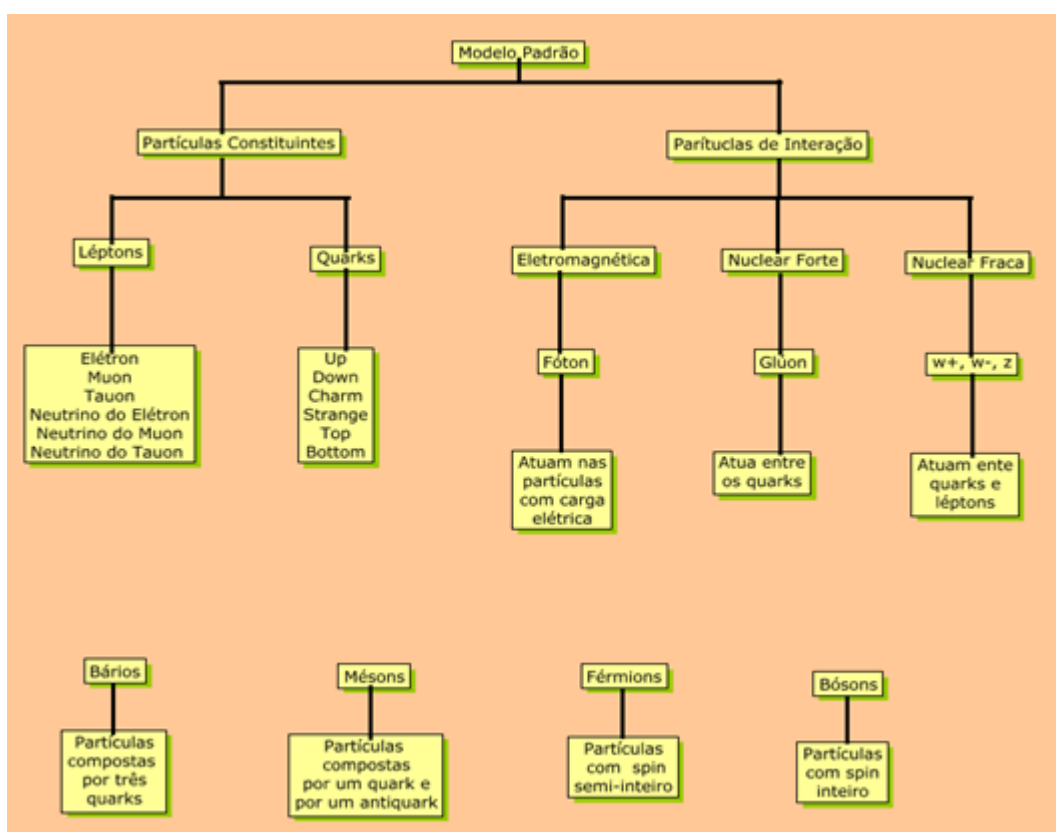 Modelo Padrão
Partículas Constituintes
Parítuclas de Interação
Léptons
Quarks
Eletromagnética
Nuclear Forte
Nuclear Fraca
Elétron
Muon
Tauon
Neutrino do Elétron
Neutrino do Muon
Neutrino do Tauon
Up
Down
Charm
Strange
Top
Bottom
Fóton
Glúon
w+, w-, z
Atuam nas
partículas
com carga
elétrica
Atua entre
os quarks
Atuam ente
quarks e
léptons
Bários
Mésons
Férmions
Bósons
Partículas
compostas
por três
quarks
Partículas
compostas
por um quark e
por um antiquark
Partículas
com spin
semi-inteiro
Partículas
com spin
inteiro